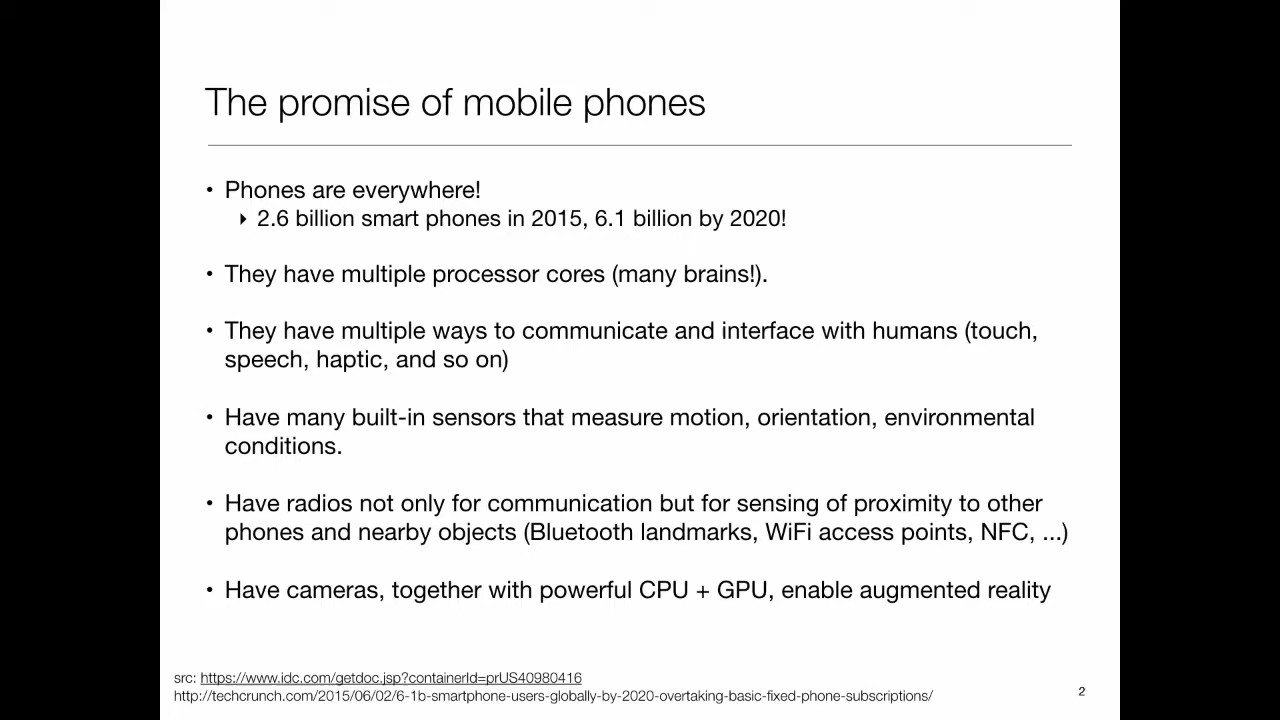 The promise of mobile phones
• Phones are everywhere!
‣ 2.6 billion smart phones in 2015, 6.1 billion by 2020!
• They have multiple processor cores (many brains!).
• They have multiple ways to communicate and interface with humans (touch,
speech, haptic, and so on)
• Have many built-in sensors that measure motion, orientation, environmental
conditions.
• Have radios not only for communication but for sensing of proximity to other
phones and nearby objects (Bluetooth landmarks, WiFi access points, NFC, ...)
• Have cameras, together with powerful CPU + GPU, enable augmented reality
src: https://www.idc.com/getdoc.jsp?containerId=prUS40980416
http://techcrunch.com/2015/06/02/6-1b-smartphone-users-globally-by-2020-overtaking-basic-fixed-phone-subscriptions/
2